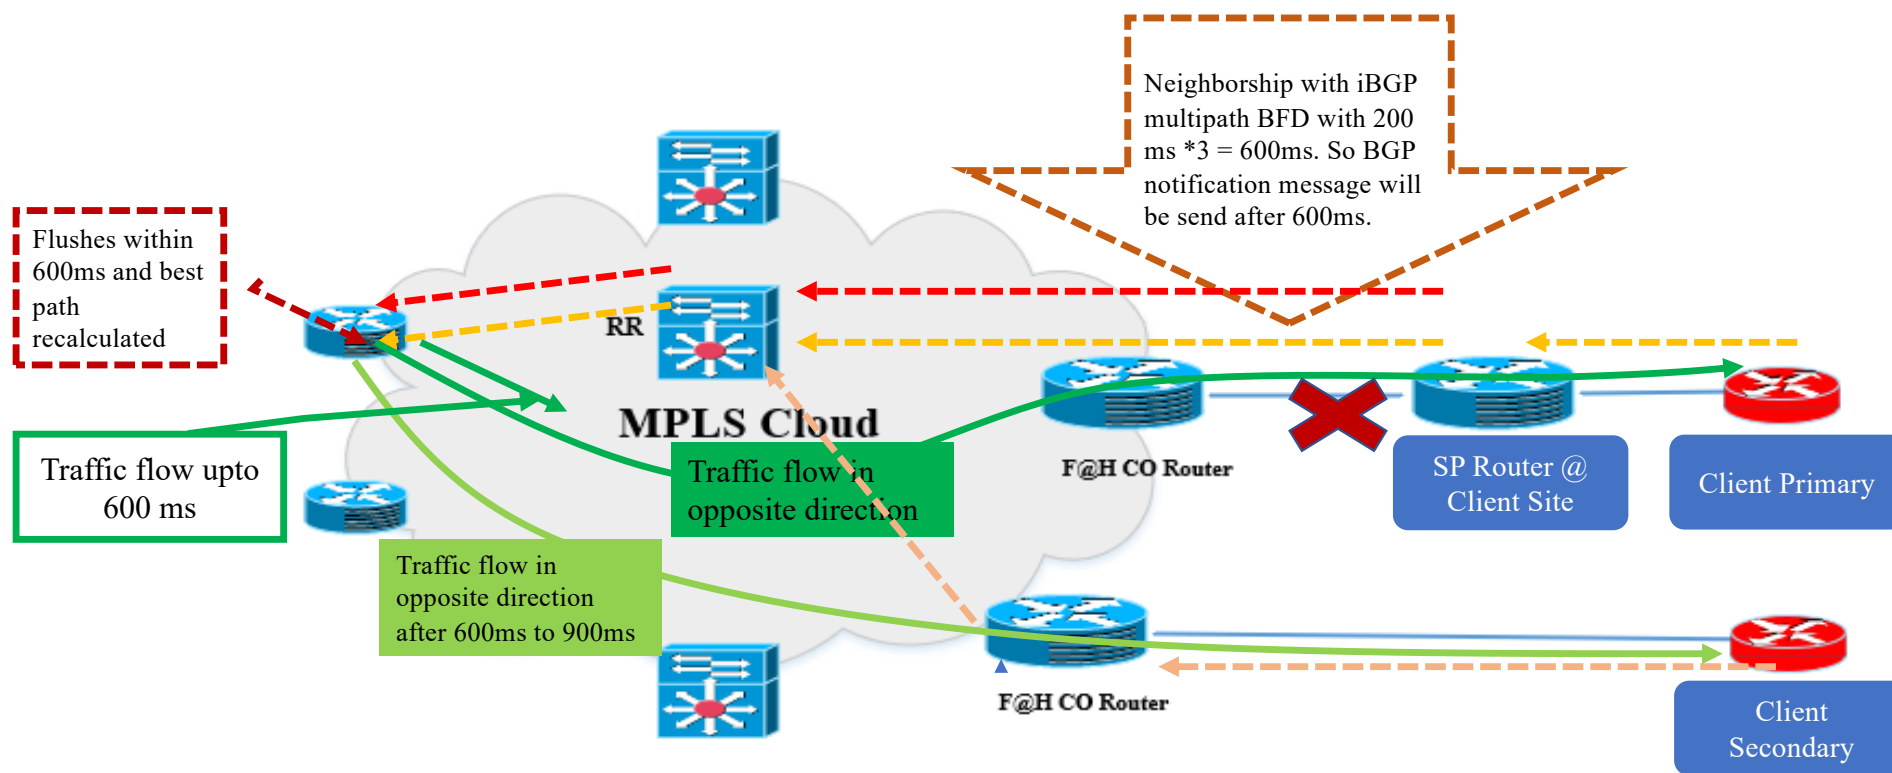 Neighborship with iBGP
multipath BFD with 200
ms *3 = 600ms. So BGP
notification message will
be send after 600ms.
Flushes within
600ms and best
path
recalculated
RR
MPLS Cloud
Traffic flow upto
600 ms
Traffic flow in
opposite direction
F@H CO Router
SP Router @
Client Site
Client Primary
Traffic flow in
opposite direction
after 600ms to 900ms
F@H CO Router
Client
Secondary